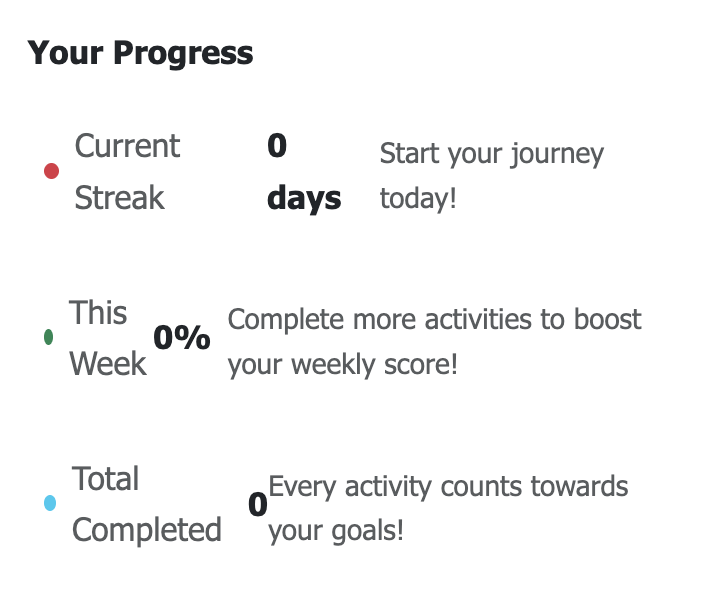 Your Progress
Current
Streak
0
days
Start your journey
today!
This
Week
0%
Complete more activities to boost
your weekly score!
Total
Completed
0
Every activity counts towards
your goals!